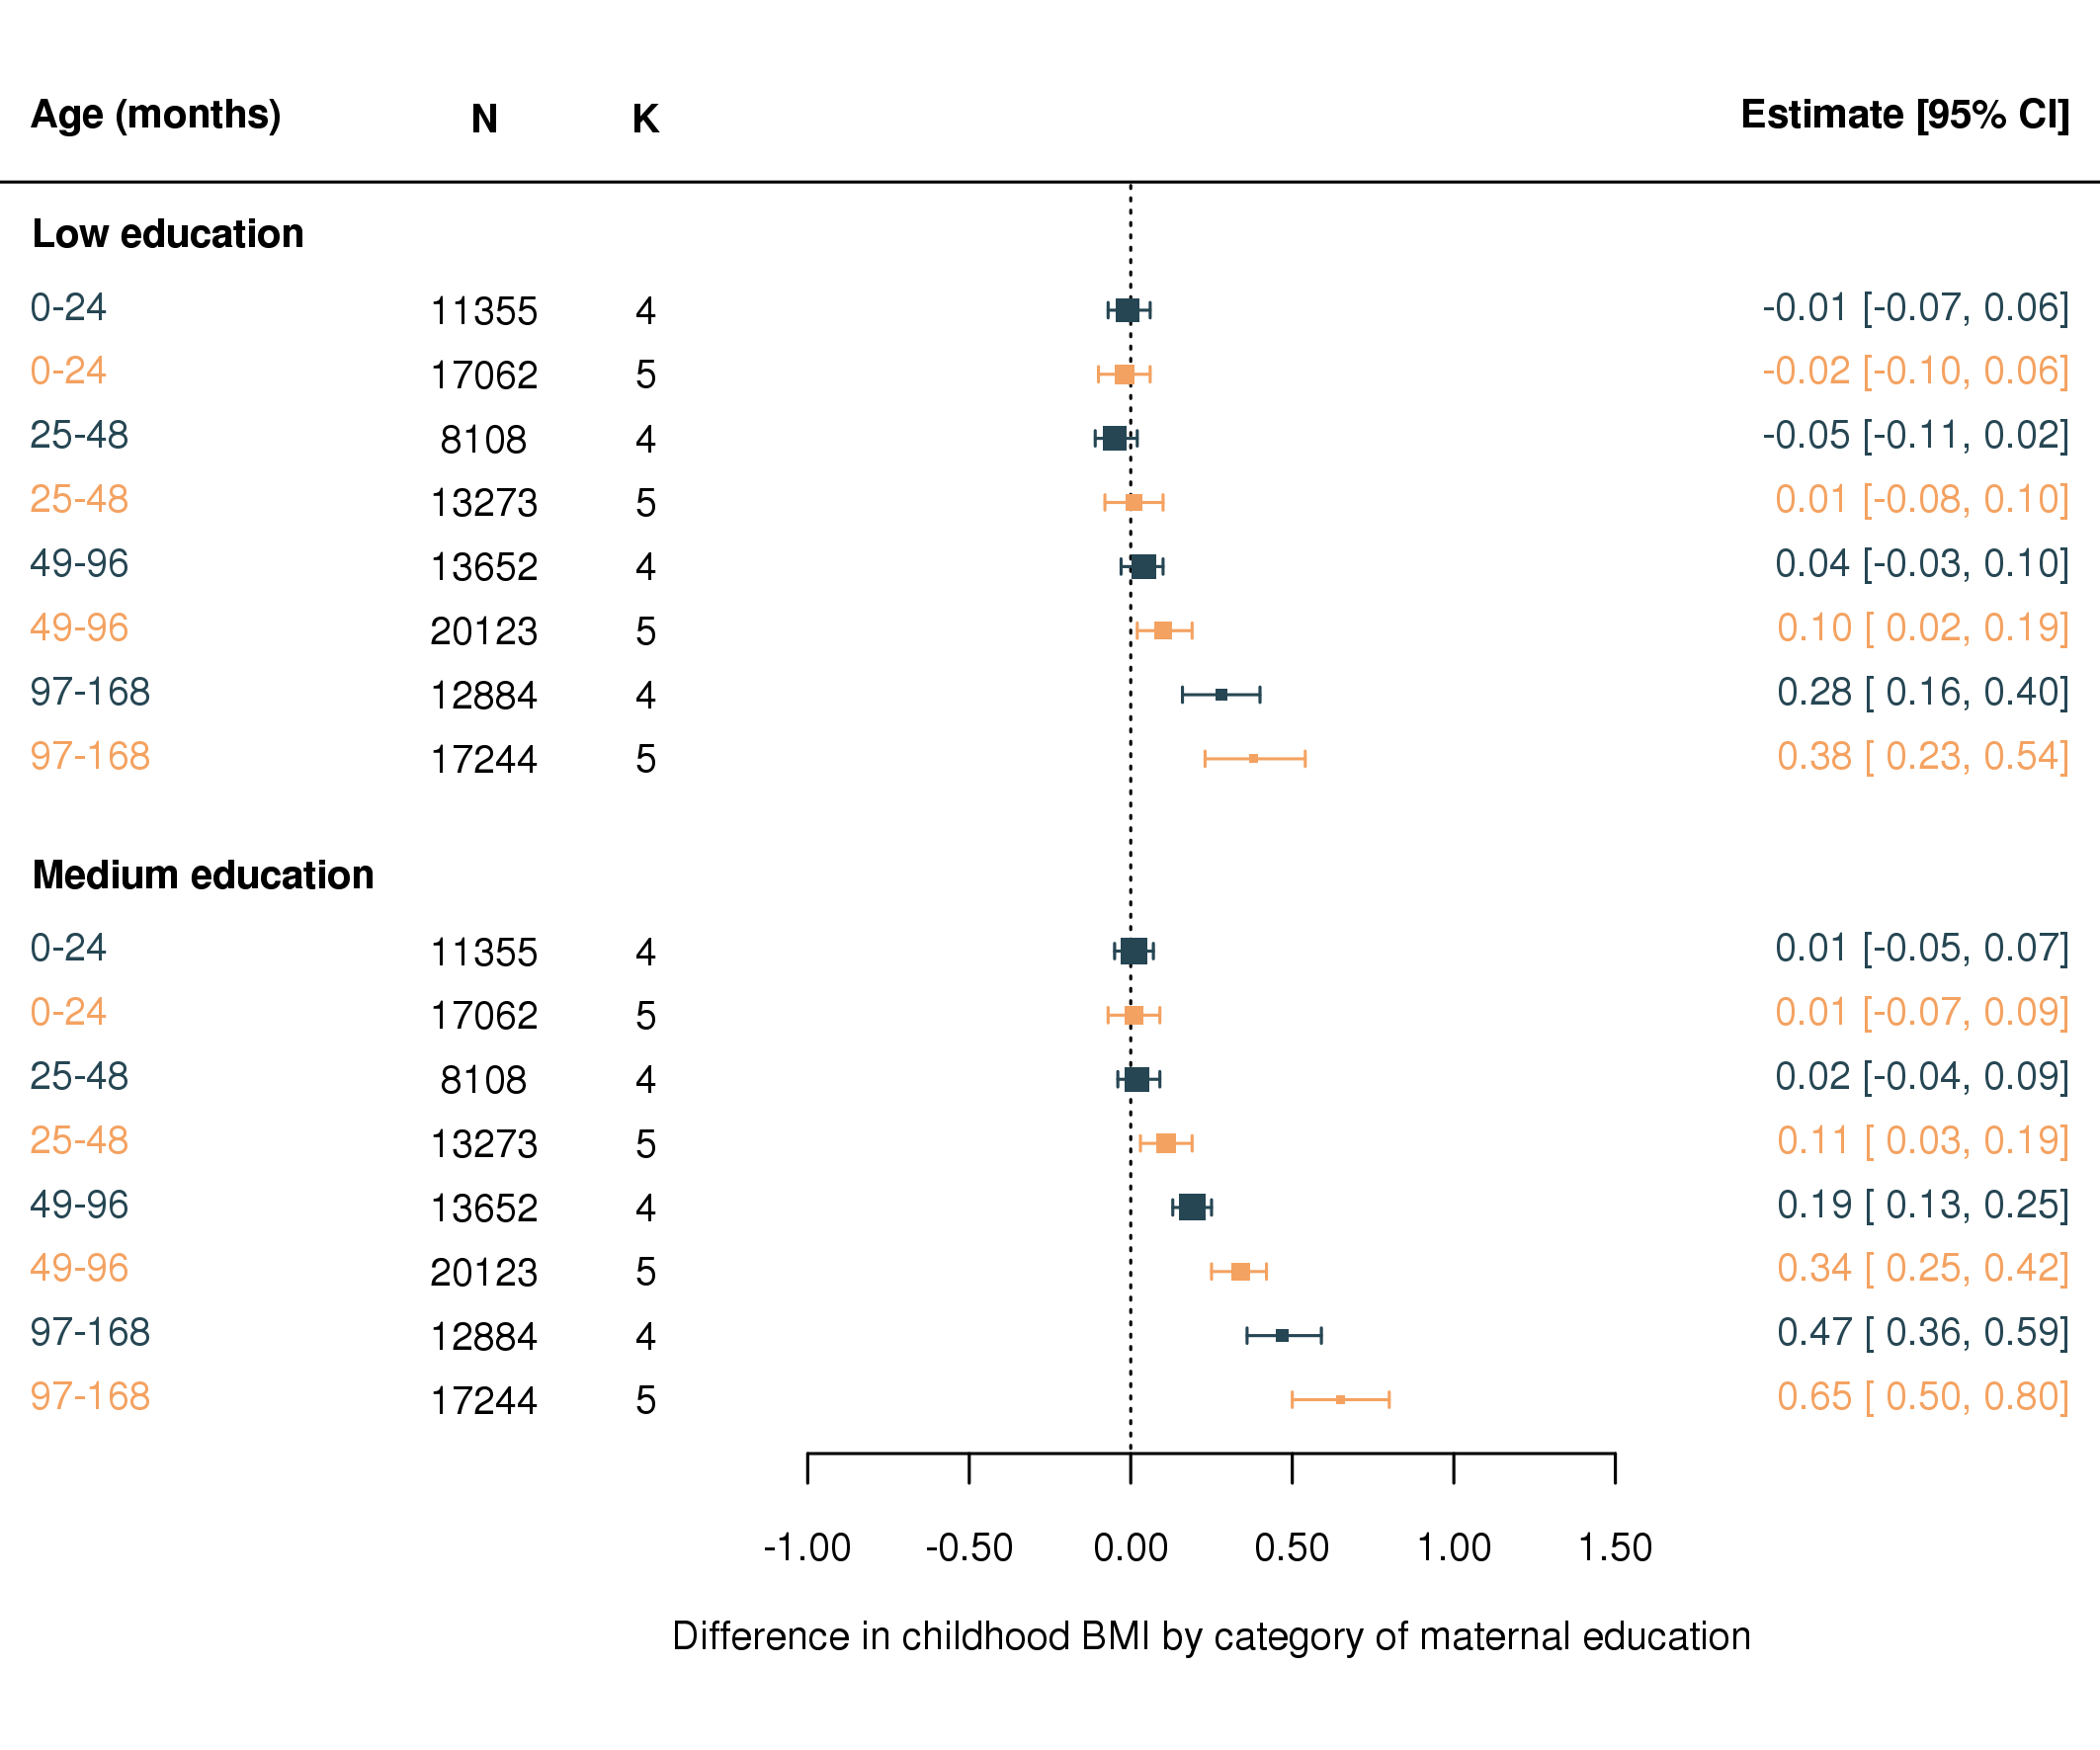 Age (months) N K Estimate [95% CI]
Low education
0-24 11355 4 -0.01 [-0.07, 0.06]
0-24 17062 5 -0.02 [-0.10, 0.06]
25-48 8108 4 -0.05 [-0.11, 0.02]
25-48 13273 5 0.01 [-0.08, 0.10]
49-96 13652 4 0.04 [-0.03, 0.10]
49-96 20123 5 0.10 [ 0.02, 0.19]
97-168 12884 4 0.28 [ 0.16, 0.40]
97-168 17244 5 0.38 [ 0.23, 0.54]
Medium education
0-24 11355 4 0.01 [-0.05, 0.07]
0-24 17062 5 0.01 [-0.07, 0.09]
25-48 8108 4 0.02 [-0.04, 0.09]
25-48 13273 5 0.11 [ 0.03, 0.19]
49-96 13652 4 0.19 [ 0.13, 0.25]
49-96 20123 5 0.34 [ 0.25, 0.42]
97-168 12884 4 0.47 [ 0.36, 0.59]
97-168 17244 5 0.65 [ 0.50, 0.80]
-1.00 -0.50 0.00 0.50 1.00 1.50
Difference in childhood BMI by category of maternal education